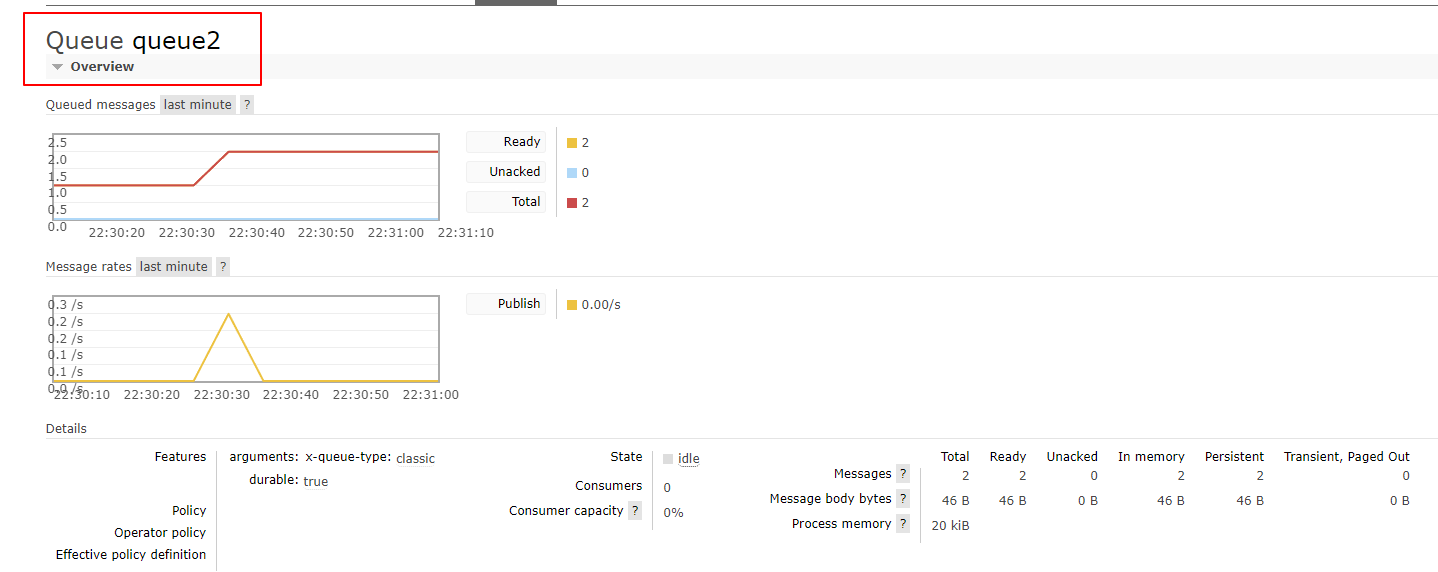 Queue queue2
Overview
Queued messages last minute ?
2.5
2.0
1.5
1.0
0.5
0.0
22:30:20 22:30:30 22:30:40 22:30:50 22:31:00 22:31:10
Ready 2
Unacked 0
Total 2
Message rates last minute ?
0.3 /s
0.2 /s
0.2 /s
0.1 /s
0.1 /s
0.0 /s
22:30:10 22:30:20 22:30:30 22:30:40 22:30:50 22:31:00
Publish 0.00/s
Details
Features arguments: x-queue-type: classic
durable: true
Policy
Operator policy
Effective policy definition
State idle
Consumers 0
Consumer capacity ? 0%
Total Ready Unacked In memory Persistent Transient, Paged Out
Messages ? 2 2 0 2 2 0
Message body bytes ? 46 B 46 B 0 B 46 B 46 B 0 B
Process memory ? 20 kiB